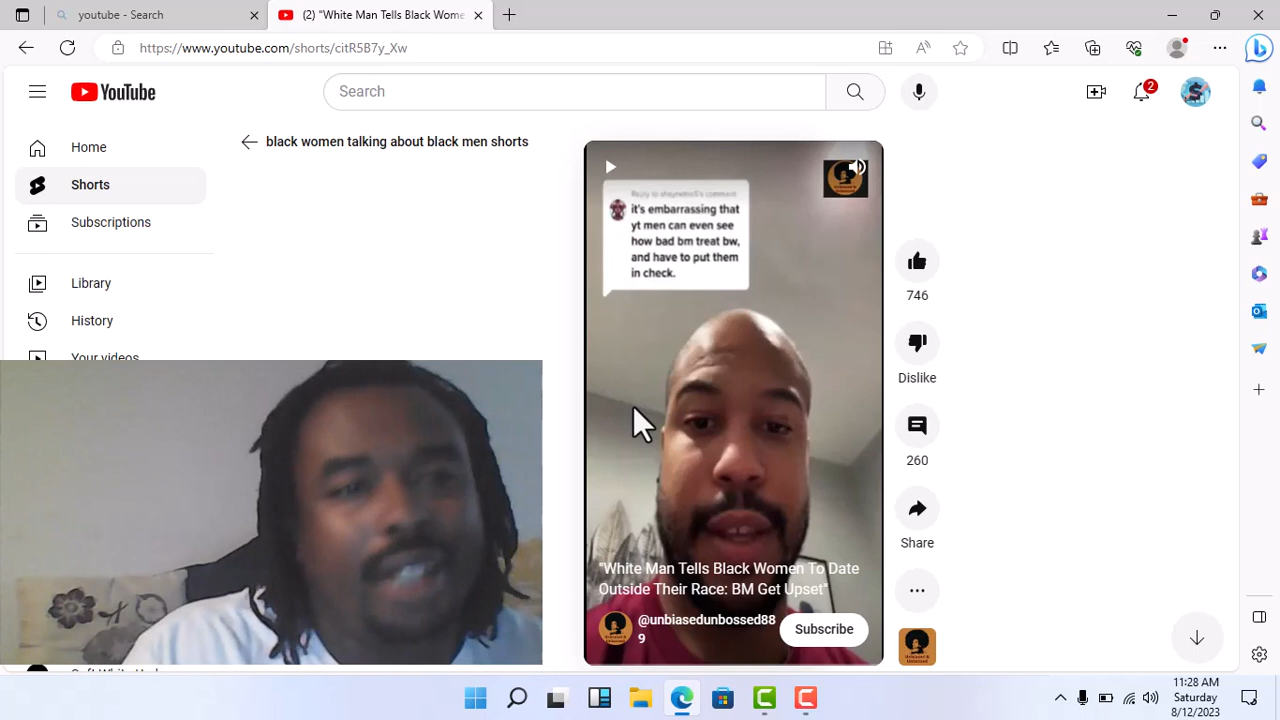 youtube - Search
(2) "White Man Tells Black Wome
https://www.youtube.com/shorts/citR5B7y_Xw
YouTube
Search
2
Home
Shorts
Subscriptions
Library
History
Your videos
black women talking about black men shorts
Reply to comment
it's embarrassing that
yt men can even see
how bad bm treat bw,
and have to put them
in check.
"White Man Tells Black Women To Date
Outside Their Race: BM Get Upset"
@unbiasedunbossed88
9
Subscribe
746
Dislike
260
Share
11:28 AM
Saturday
8/12/2023